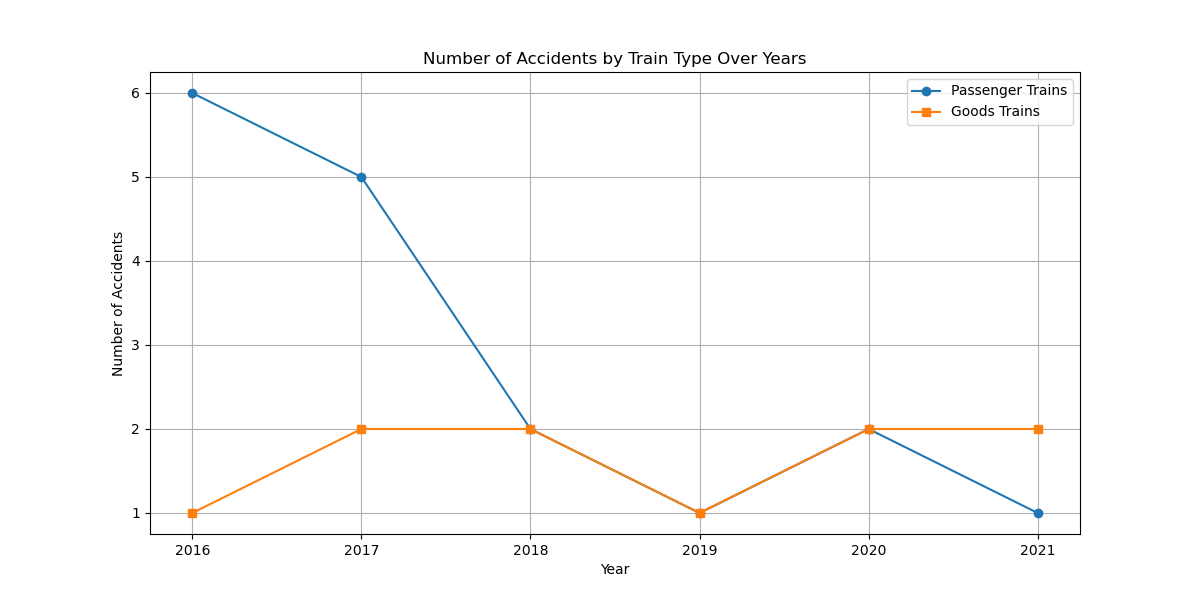 Number of Accidents by Train Type Over Years
Passenger Trains
Goods Trains
6
5
4
3
2
1
Number of Accidents
2016 2017 2018 2019 2020 2021
Year